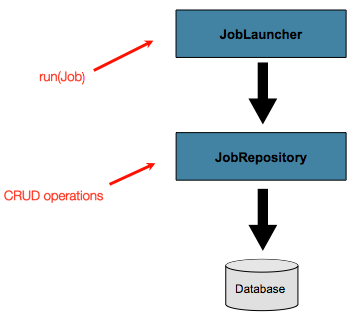 JobLauncher
run(Job)
JobRepository
CRUD operations
Database